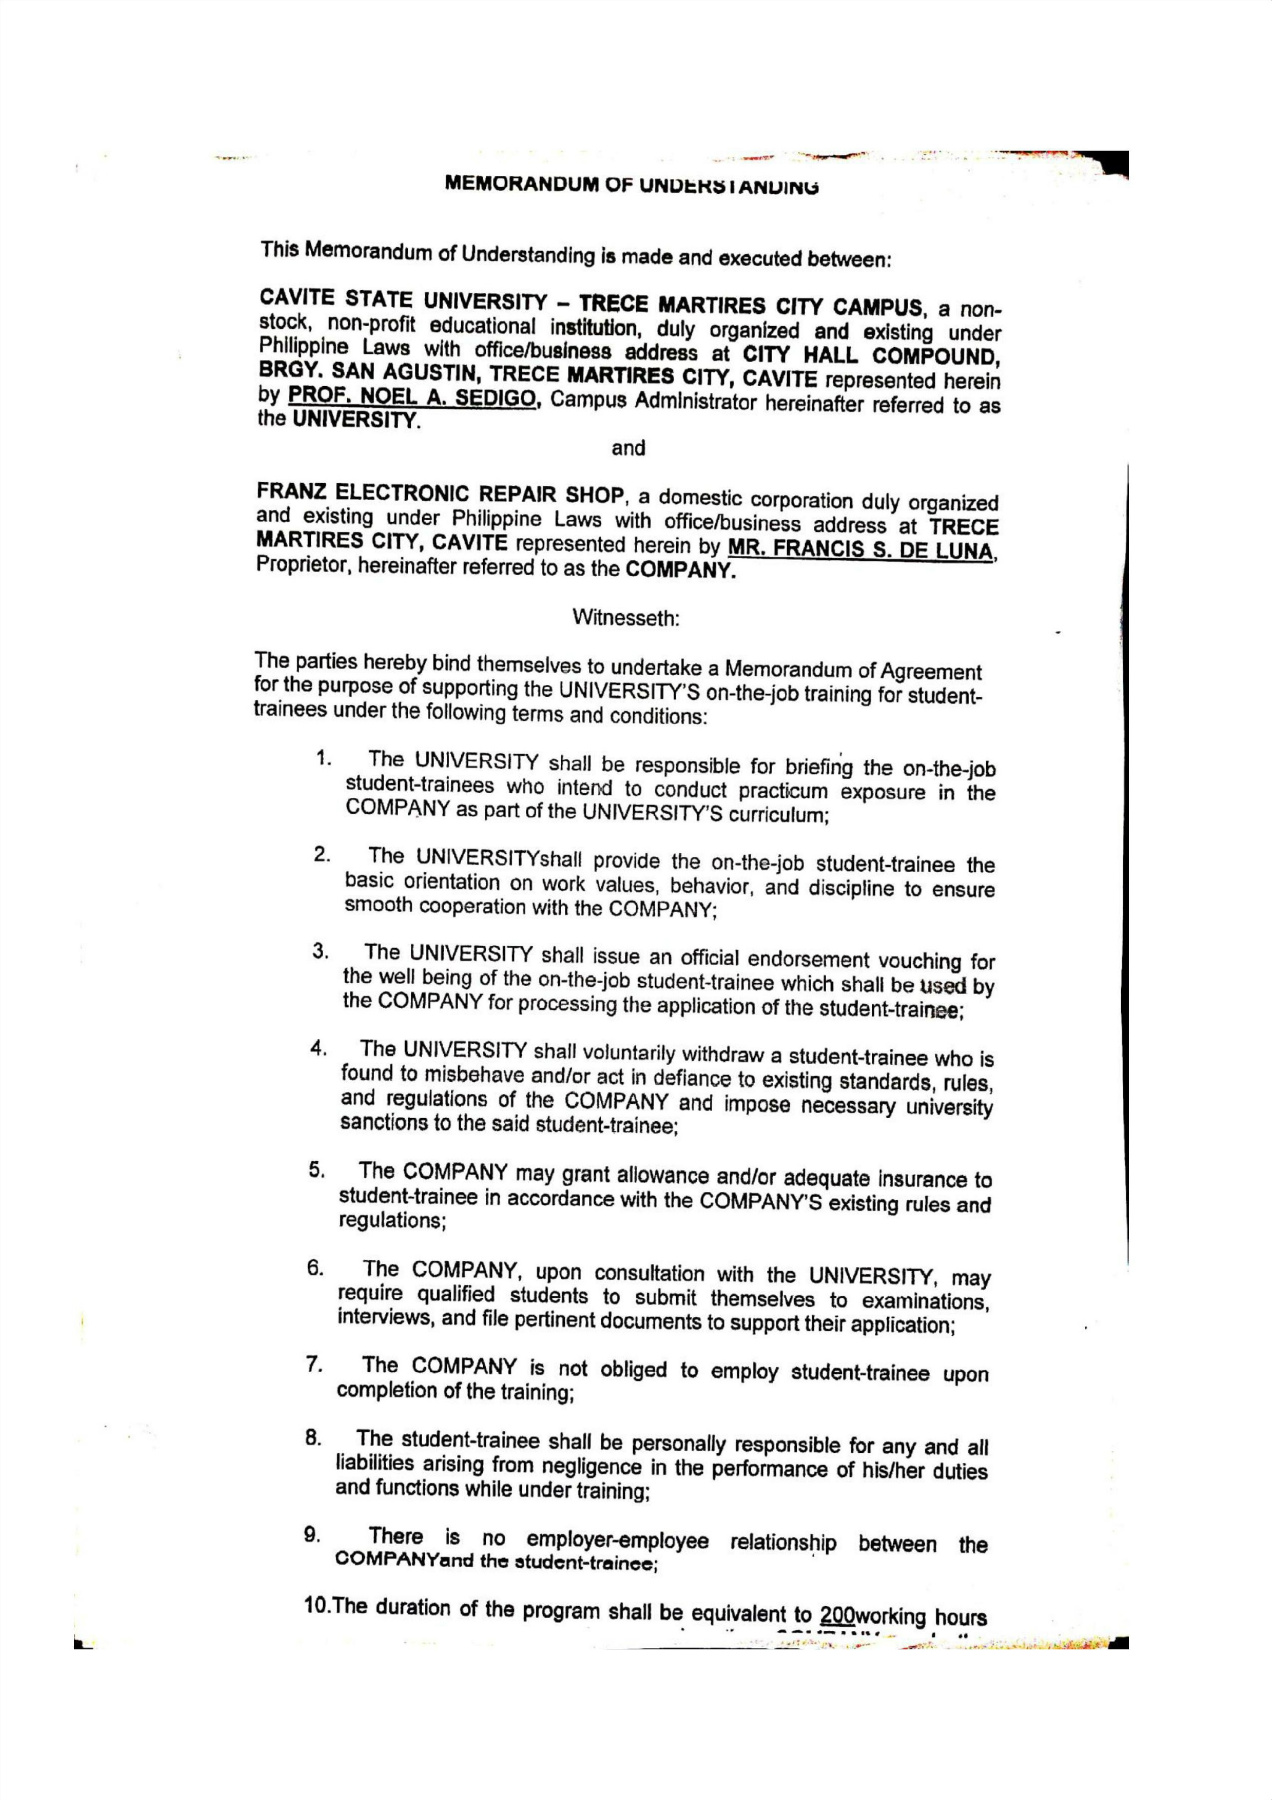 MEMORANDUM OF UNDERSTANDING
This Memorandum of Understanding is made and executed between:
CAVITE STATE UNIVERSITY – TRECE MARTIRES CITY CAMPUS, a non-
stock, non-profit educational institution, duly organized and existing under
Philippine Laws with office/business address at CITY HALL COMPOUND,
BRGY. SAN AGUSTIN, TRECE MARTIRES CITY, CAVITE represented herein
by PROF. NOEL A. SEDIGO, Campus Administrator hereinafter referred to as
the UNIVERSITY.
and
FRANZ ELECTRONIC REPAIR SHOP, a domestic corporation duly organized
and existing under Philippine Laws with office/business address at TRECE
MARTIRES CITY, CAVITE represented herein by MR. FRANCIS S. DE LUNA,
Proprietor, hereinafter referred to as the COMPANY.
Witnesseth:
The parties hereby bind themselves to undertake a Memorandum of Agreement
for the purpose of supporting the UNIVERSITY'S on-the-job training for student-
trainees under the following terms and conditions:
1. The UNIVERSITY shall be responsible for briefing the on-the-job
student-trainees who intend to conduct practicum exposure in the
COMPANY as part of the UNIVERSITY'S curriculum;
2. The UNIVERSITYshall provide the on-the-job student-trainee the
basic orientation on work values, behavior, and discipline to ensure
smooth cooperation with the COMPANY;
3. The UNIVERSITY shall issue an official endorsement vouching for
the well being of the on-the-job student-trainee which shall be used by
the COMPANY for processing the application of the student-trainee;
4. The UNIVERSITY shall voluntarily withdraw a student-trainee who is
found to misbehave and/or act in defiance to existing standards, rules,
and regulations of the COMPANY and impose necessary university
sanctions to the said student-trainee;
5. The COMPANY may grant allowance and/or adequate insurance to
student-trainee in accordance with the COMPANY'S existing rules and
regulations;
6. The COMPANY, upon consultation with the UNIVERSITY, may
require qualified students to submit themselves to examinations,
interviews, and file pertinent documents to support their application;
7. The COMPANY is not obliged to employ student-trainee upon
completion of the training;
8. The student-trainee shall be personally responsible for any and all
liabilities arising from negligence in the performance of his/her duties
and functions while under training;
9. There is no employer-employee relationship between the
COMPANYand the student-trainee;
10.The duration of the program shall be equivalent to 200working hours